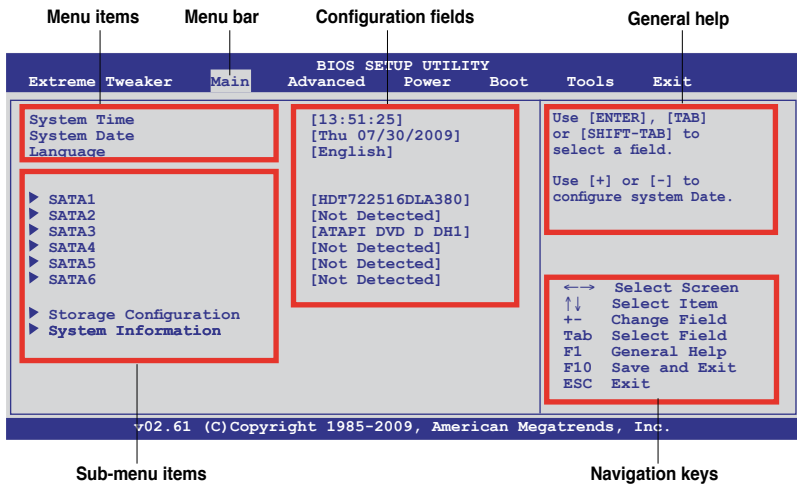 Menu items Menu bar Configuration fields General help
BIOS SETUP UTILITY
Extreme Tweaker Main Advanced Power Boot Tools Exit
System Time [13:51:25]
System Date [Thu 07/30/2009]
Language [English]
SATA1 [HDT722516DLA380]
SATA2 [Not Detected]
SATA3 [ATAPI DVD D DH1]
SATA4 [Not Detected]
SATA5 [Not Detected]
SATA6 [Not Detected]
Storage Configuration
System Information
Use [ENTER], [TAB]
or [SHIFT-TAB] to
select a field.
Use [+] or [-] to
configure system Date.
←→ Select Screen
↑↓ Select Item
+- Change Field
Tab Select Field
F1 General Help
F10 Save and Exit
ESC Exit
v02.61 (C)Copyright 1985-2009, American Megatrends, Inc.
Sub-menu items Navigation keys